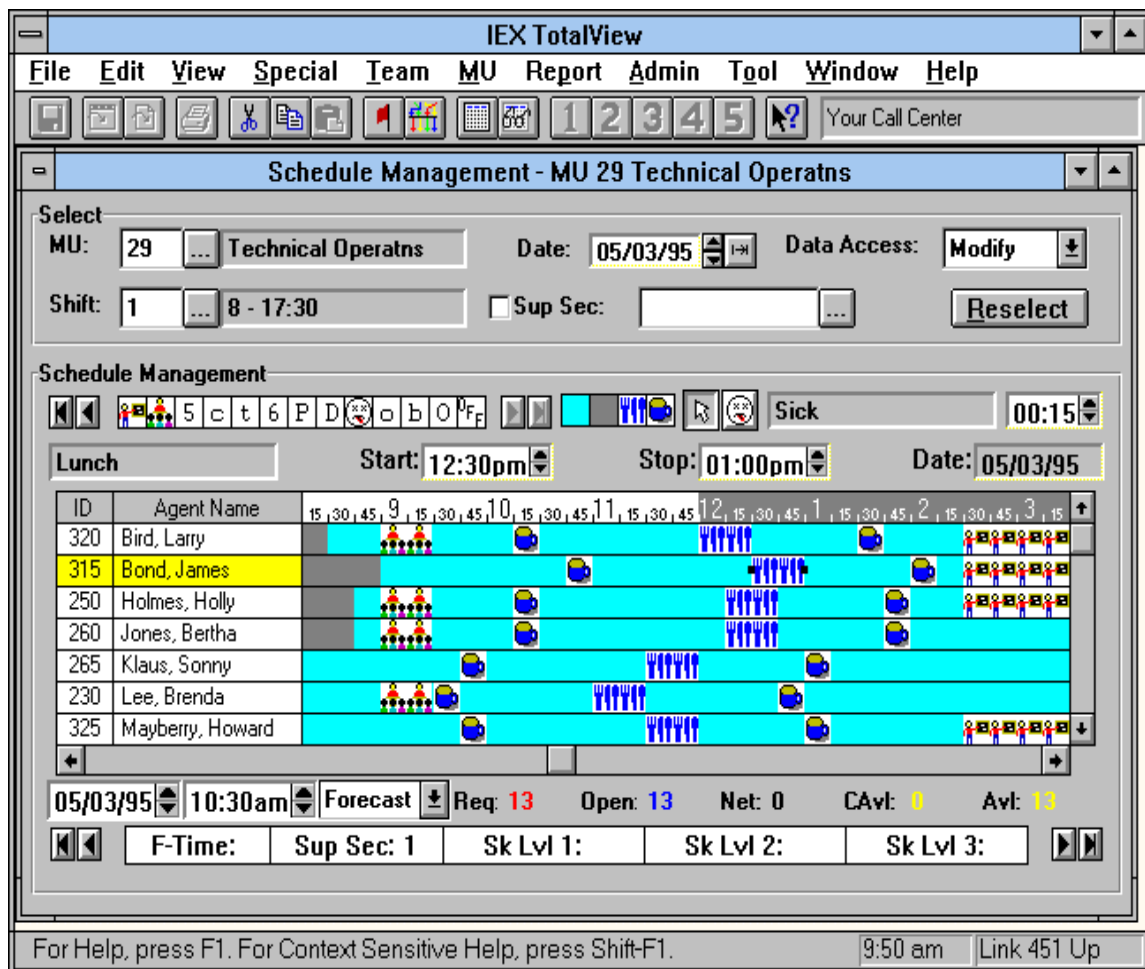 IEX TotalView
File Edit View Special Team MU Report Admin Tool Window Help
1 2 3 4 5 ? Your Call Center
Schedule Management - MU 29 Technical Operatns
Select
MU: 29 ... Technical Operatns Date: 05/03/95 Data Access: Modify
Shift: 1 ... 8 - 17:30 Sup Sec: ... Reselect
Schedule Management
5 c t 6 P D o b O OFF Sick 00:15
Lunch Start: 12:30pm Stop: 01:00pm Date: 05/03/95
ID Agent Name 15 30 45 9 15 30 45 10 15 30 45 11 15 30 45 12 15 30 45 1 15 30 45 2 15 30 45 3 15
320 Bird, Larry
315 Bond, James
250 Holmes, Holly
260 Jones, Bertha
265 Klaus, Sonny
230 Lee, Brenda
325 Mayberry, Howard
05/03/95 10:30am Forecast Req: 13 Open: 13 Net: 0 CAvl: 0 Avl: 13
F-Time: Sup Sec: 1 Sk Lvl 1: Sk Lvl 2: Sk Lvl 3:
For Help, press F1. For Context Sensitive Help, press Shift-F1. 9:50 am Link 451 Up